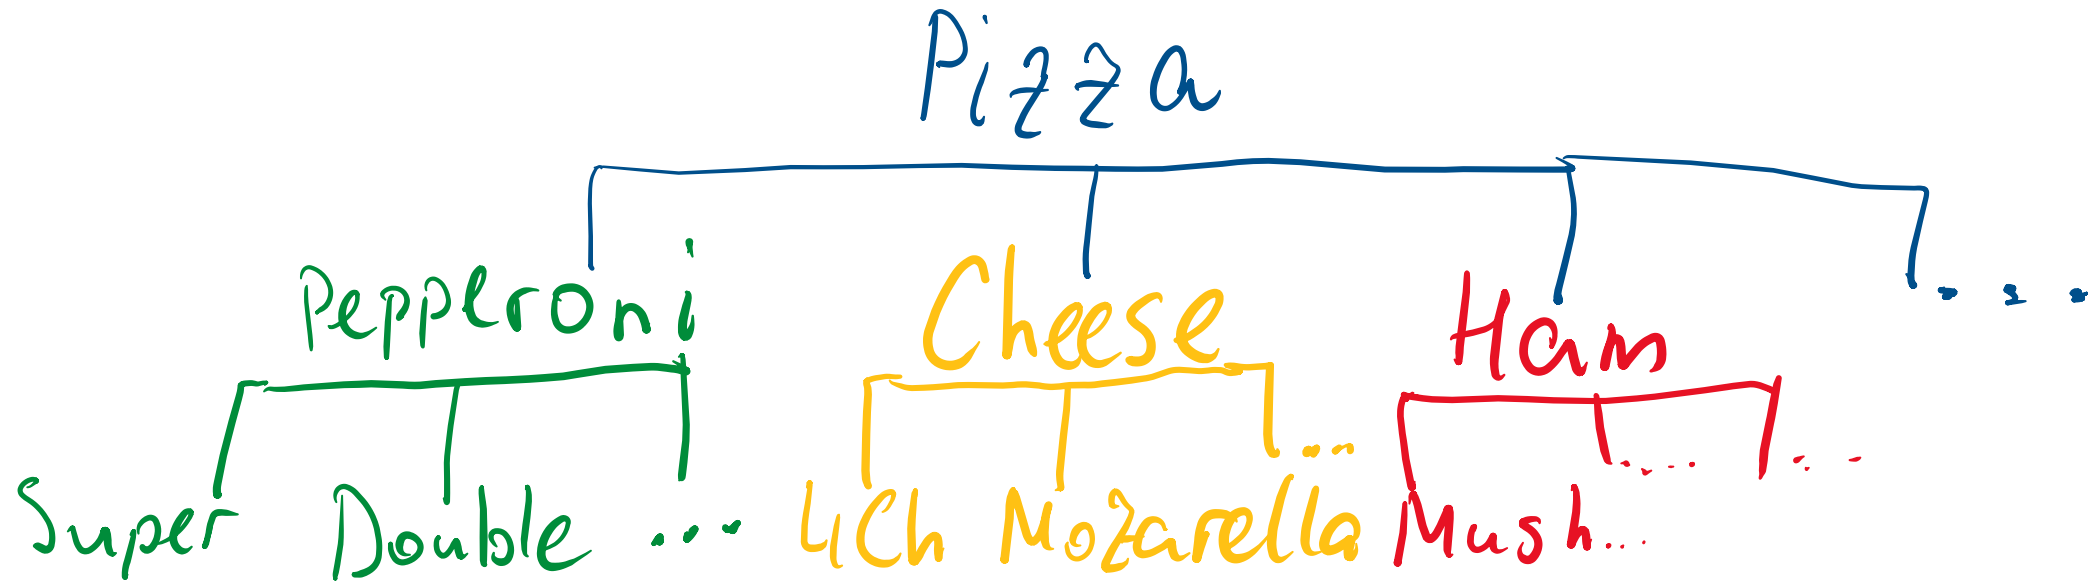 Pizza
Pepperoni Cheese Ham ...
Super Double ... 4Ch Mozarella ... Mush... .... ...